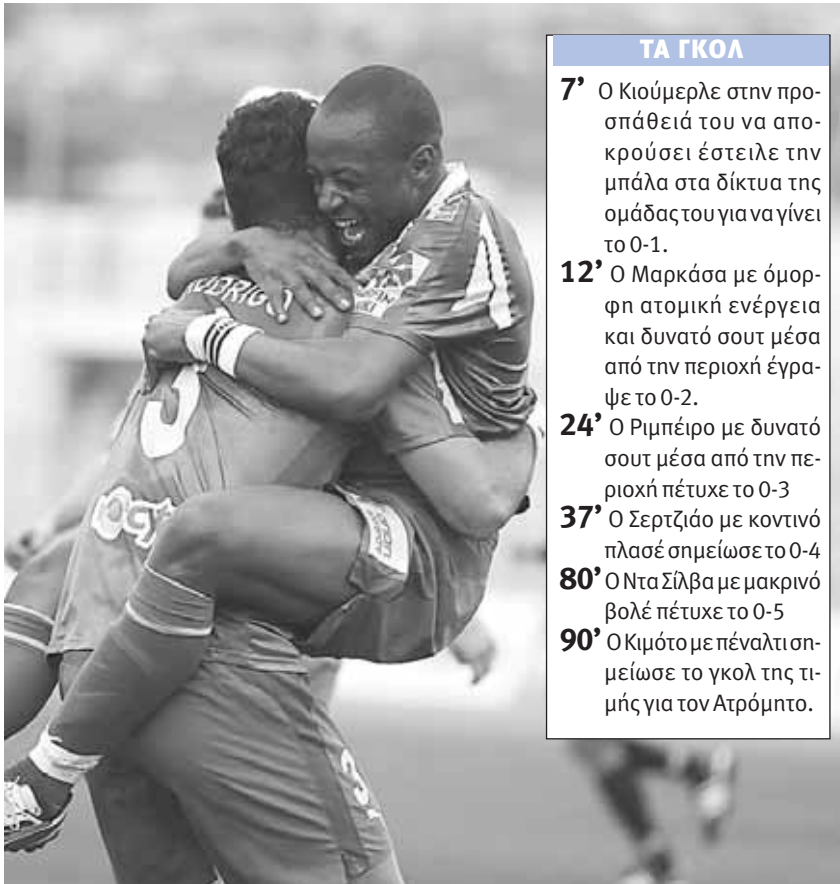 ΤΑ ΓΚΟΛ
7’ Ο Κιούμερλε στην προ-
σπάθειά του να απο-
κρούσει έστειλε την
μπάλα στα δίκτυα της
ομάδας του για να γίνει
το 0-1.
12’ Ο Μαρκάσα με όμορ-
φη ατομική ενέργεια
και δυνατό σουτ μέσα
από την περιοχή έγρα-
ψε το 0-2.
24’ Ο Ριμπέιρο με δυνατό
σουτ μέσα από την πε-
ριοχή πέτυχε το 0-3
37’ Ο Σερτζιάο με κοντινό
πλασέ σημείωσε το 0-4
80’ Ο Ντα Σίλβα με μακρινό
βολέ πέτυχε το 0-5
90’ Ο Κιμότο με πέναλτι ση-
μείωσε το γκολ της τι-
μής για τον Ατρόμητο.
RODRIGO
3
3